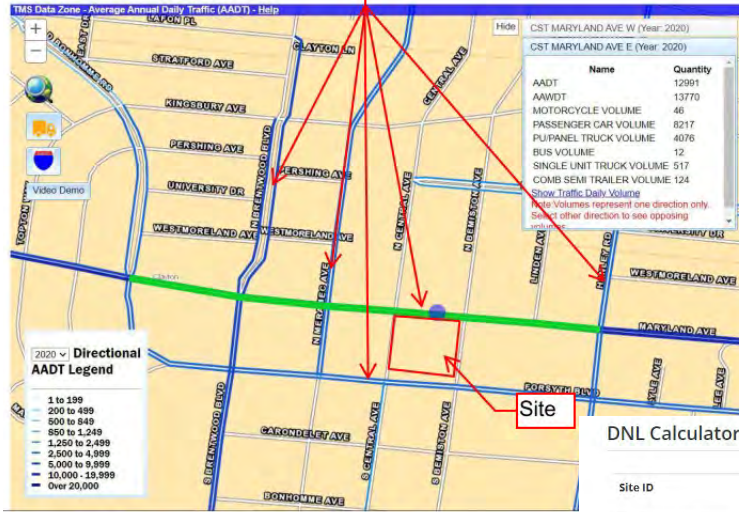 TMS Data Zone - Average Annual Daily Traffic (AADT) - Help
Hide
CST MARYLAND AVE W (Year: 2020)
CST MARYLAND AVE E (Year: 2020)
Name Quantity
AADT 12991
AAWDT 13770
MOTORCYCLE VOLUME 46
PASSENGER CAR VOLUME 8217
PU/PANEL TRUCK VOLUME 4076
BUS VOLUME 12
SINGLE UNIT TRUCK VOLUME 517
COMB SEMI TRAILER VOLUME 124
Show Traffic Daily Volume
Note:Volumes represent one direction only.
Select other direction to see opposing
volumes
+
−
Video Demo
LAFON PL
CLAYTON LN
STRATFORD AVE
KINGSBURY AVE
PERSHING AVE
PERSHING AVE
UNIVERSITY DR
WESTMORELAND AVE
WESTMORELAND AVE
N BRENTWOOD BLVD
N MERAMEC AVE
CENTRAL AVE
N CENTRAL AVE
N BEMISTON AVE
LINDEN AVE
WESTMORELAND AVE
MARYLAND AVE
Clayton
FORSYTH BLVD
S BRENTWOOD BLVD
CARONDELET AVE
S CENTRAL AVE
S BEMISTON AVE
BONHOMME AVE
Site
2020 Directional
AADT Legend
1 to 199
200 to 499
500 to 849
850 to 1,249
1,250 to 2,499
2,500 to 4,999
5,000 to 9,999
10,000 - 19,999
Over 20,000
DNL Calculator
Site ID